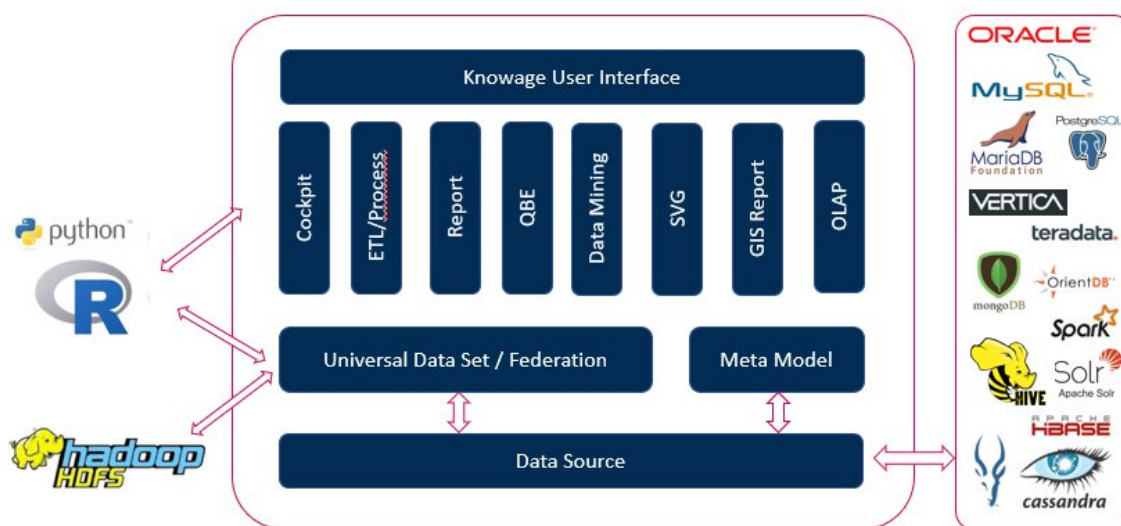 Knowage User Interface
Cockpit
ETL/Process
Report
QBE
Data Mining
SVG
GIS Report
OLAP
Universal Data Set / Federation
Meta Model
Data Source
python™
R
hadoop
HDFS
ORACLE®
MySQL®
PostgreSQL
MariaDB
Foundation
VERTICA
teradata.
mongoDB
OrientDB
Spark
HIVE
Solr
Apache Solr
APACHE
HBASE
cassandra